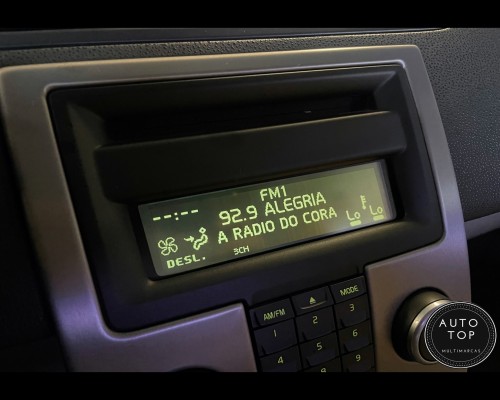 FM1
--:-- 92.9 ALEGRIA
A RADIO DO CORA Lo Lo
DESL. 3CH
AM/FM MODE
1 2 3
4 5 6
AUTO
TOP
MULTIMARCAS